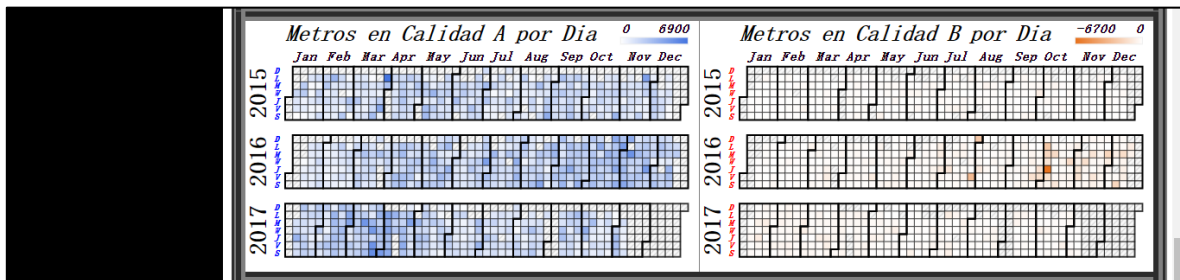 Metros en Calidad A por Dia
0 6900
Jan Feb Mar Apr May Jun Jul Aug Sep Oct Nov Dec
2015
D
L
M
W
J
V
S
2016
D
L
M
W
J
V
S
2017
D
L
M
W
J
V
S
Metros en Calidad B por Dia
-6700 0
Jan Feb Mar Apr May Jun Jul Aug Sep Oct Nov Dec
2015
D
L
M
W
J
V
S
2016
D
L
M
W
J
V
S
2017
D
L
M
W
J
V
S